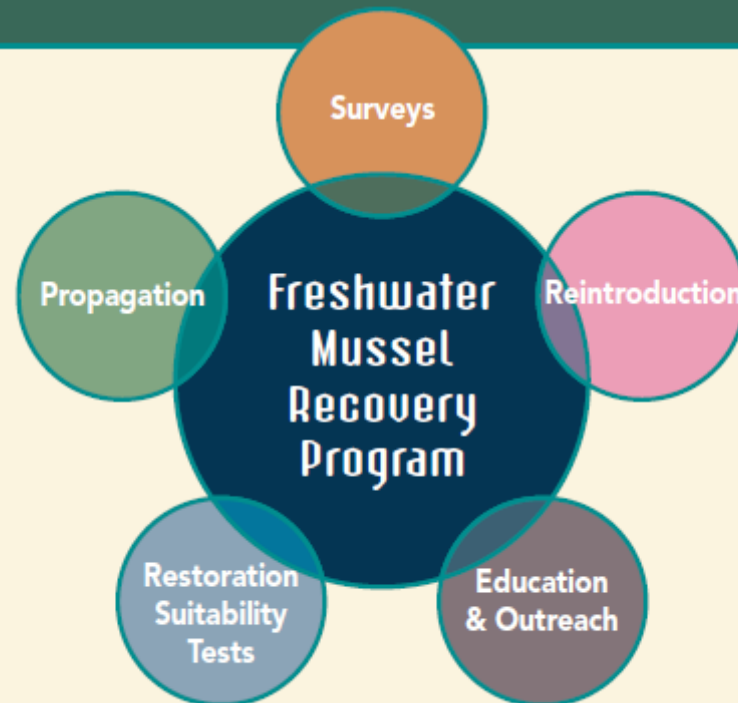 Surveys
Propagation
Freshwater
Mussel
Recovery
Program
Reintroduction
Restoration
Suitability
Tests
Education
& Outreach